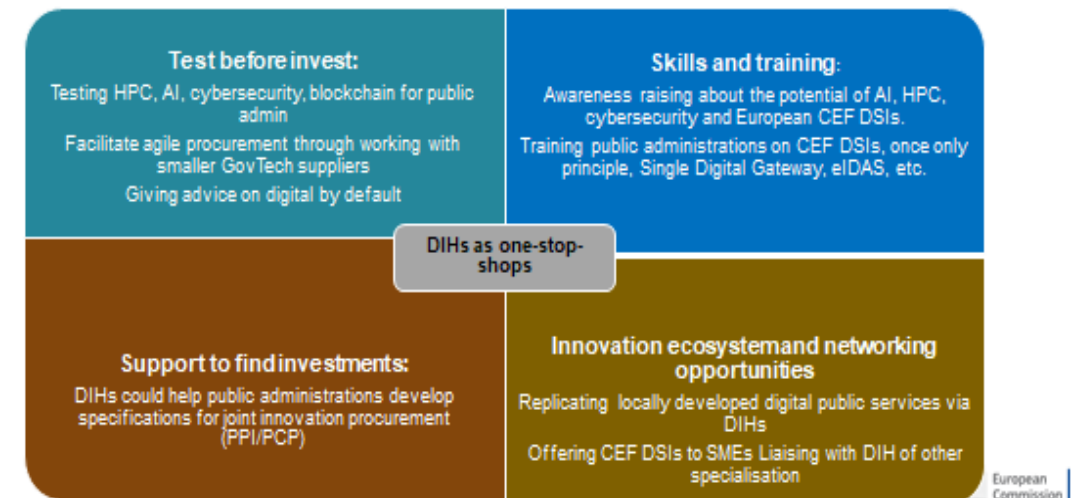 Test before invest:
Testing HPC, AI, cybersecurity, blockchain for public
admin
Facilitate agile procurement through working with
smaller GovTech suppliers
Giving advice on digital by default
Skills and training:
Awareness raising about the potential of AI, HPC,
cybersecurity and European CEF DSIs.
Training public administrations on CEF DSIs, once only
principle, Single Digital Gateway, eIDAS, etc.
DIHs as one-stop-
shops
Support to find investments:
DIHs could help public administrations develop
specifications for joint innovation procurement
(PPI/PCP)
Innovation ecosystemand networking
opportunities
Replicating locally developed digital public services via
DIHs
Offering CEF DSIs to SMEs Liaising with DIH of other
specialisation
European
Commission